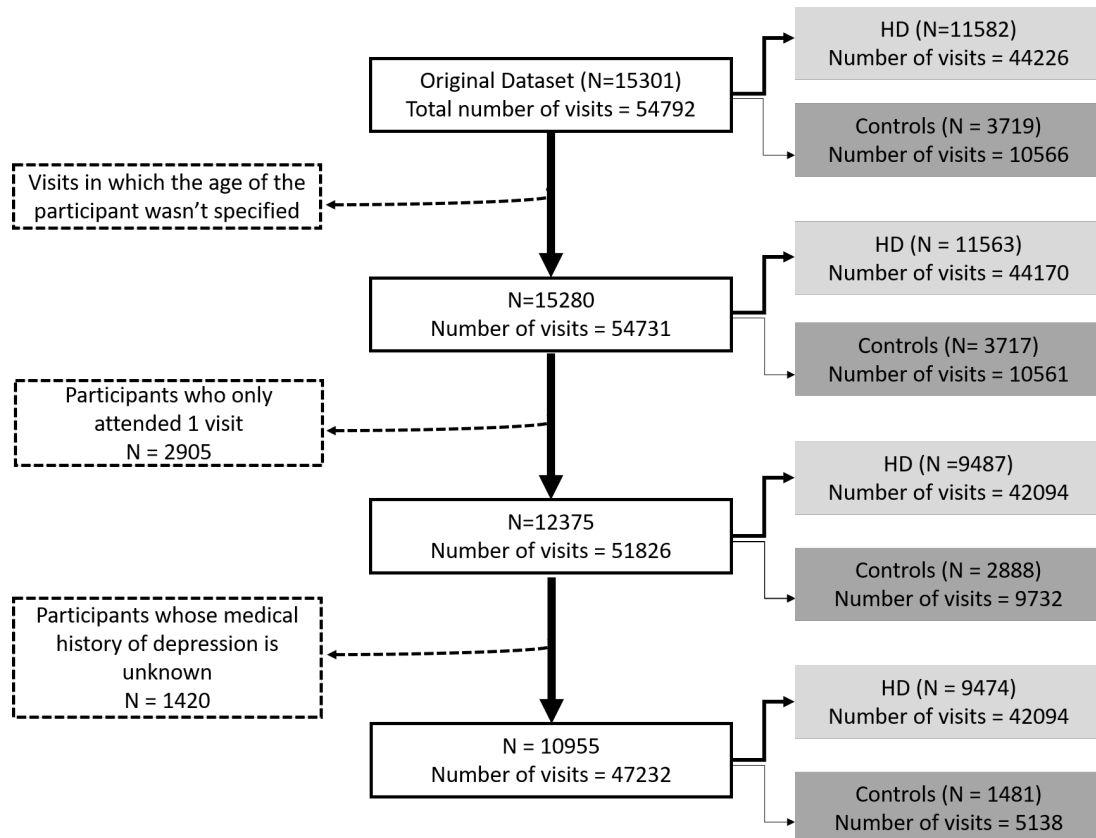 Original Dataset (N=15301)
Total number of visits = 54792
HD (N=11582)
Number of visits = 44226
Controls (N = 3719)
Number of visits = 10566
Visits in which the age of the
participant wasn’t specified
N=15280
Number of visits = 54731
HD (N = 11563)
Number of visits = 44170
Controls (N= 3717)
Number of visits = 10561
Participants who only
attended 1 visit
N = 2905
N=12375
Number of visits = 51826
HD (N =9487)
Number of visits = 42094
Controls (N = 2888)
Number of visits = 9732
Participants whose medical
history of depression is
unknown
N = 1420
N = 10955
Number of visits = 47232
HD (N = 9474)
Number of visits = 42094
Controls (N = 1481)
Number of visits = 5138